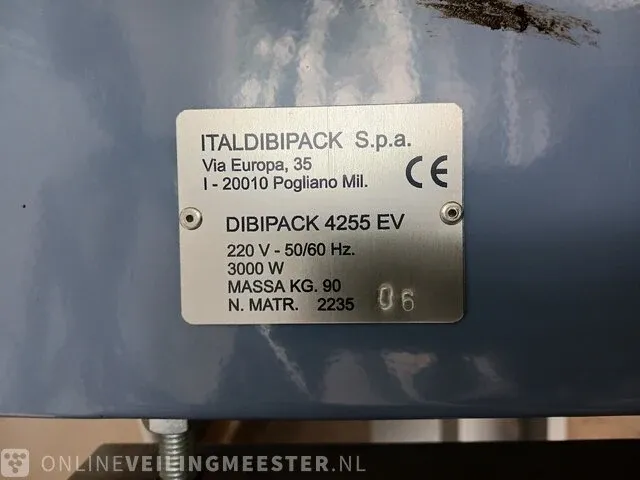 ITALDIBIPACK S.p.a.
Via Europa, 35
I - 20010 Pogliano Mil.
CE
DIBIPACK 4255 EV
220 V - 50/60 Hz.
3000 W
MASSA KG. 90
N. MATR. 2235 06
ONLINEVEILINGMEESTER.NL